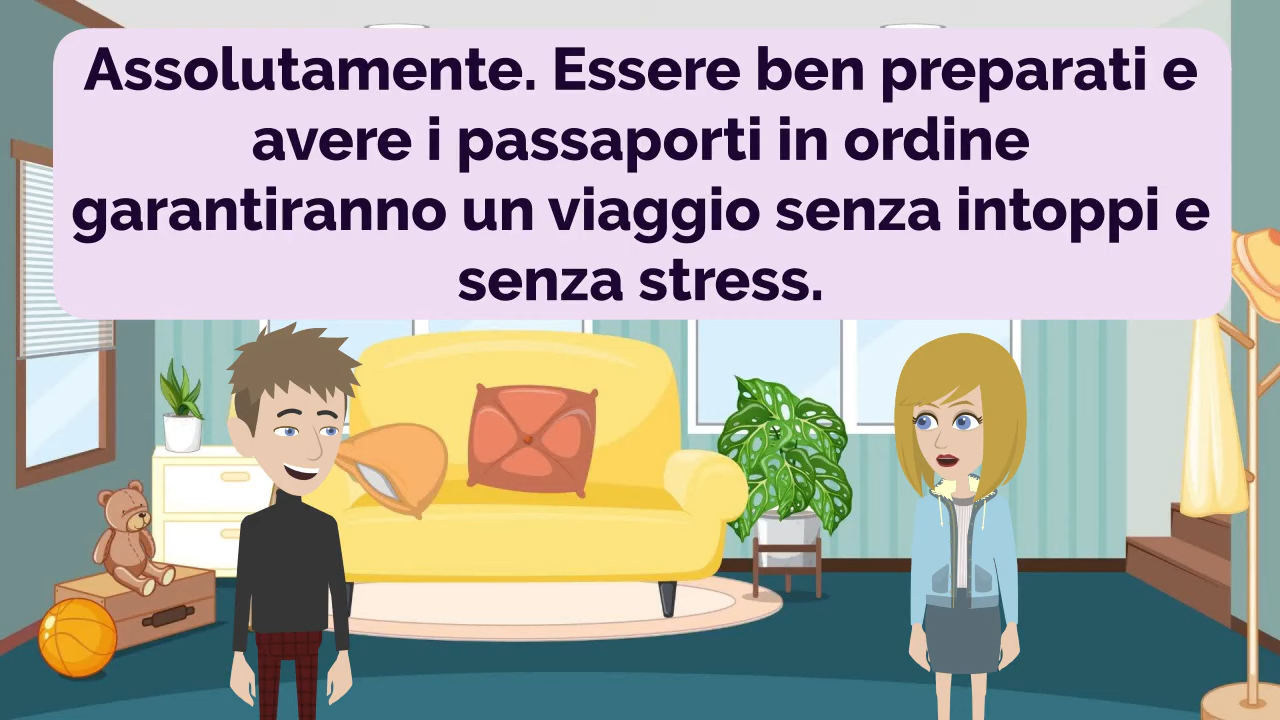 Assolutamente. Essere ben preparati e
avere i passaporti in ordine
garantiranno un viaggio senza intoppi e
senza stress.